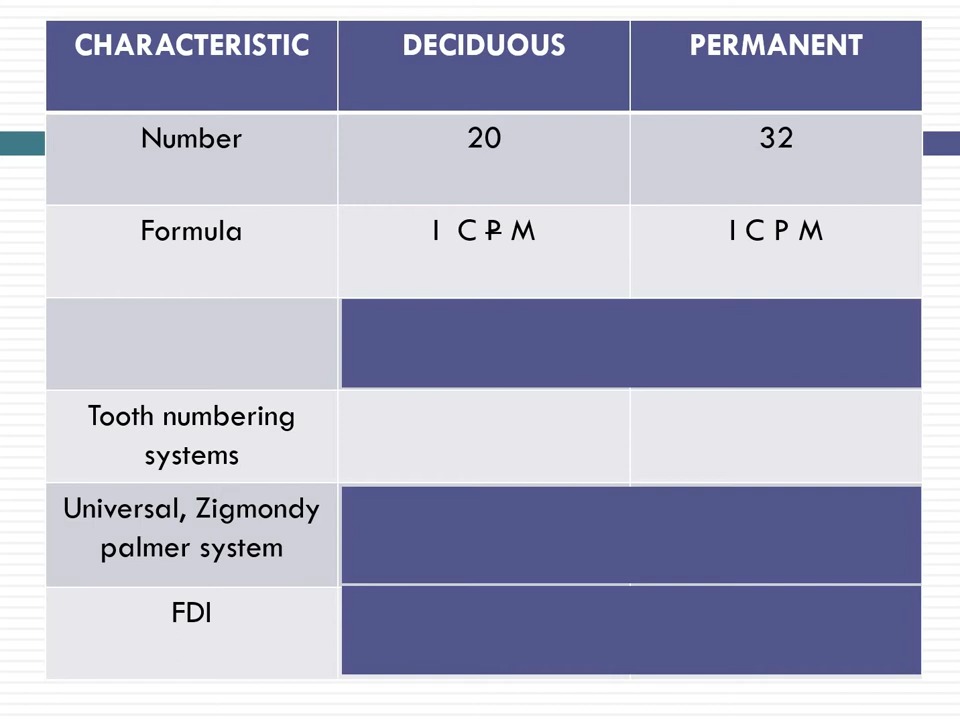 CHARACTERISTIC DECIDUOUS PERMANENT
Number 20 32
Formula I C P M I C P M
Tooth numbering
systems
Universal, Zigmondy
palmer system
FDI